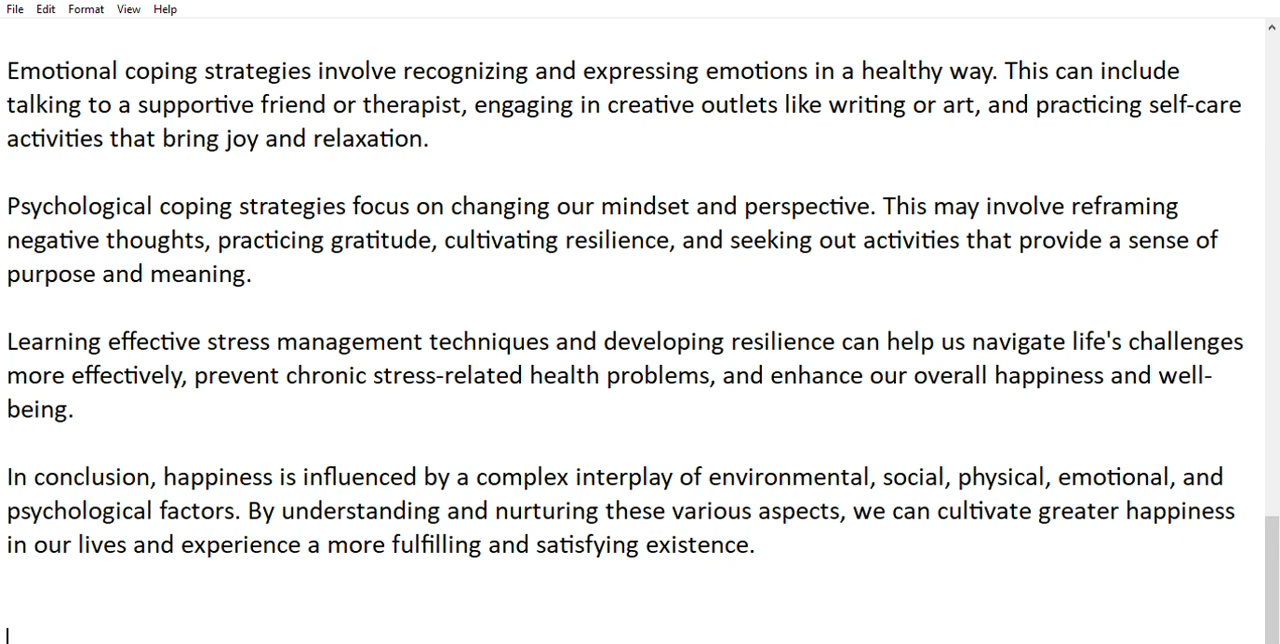 File Edit Format View Help
Emotional coping strategies involve recognizing and expressing emotions in a healthy way. This can include
talking to a supportive friend or therapist, engaging in creative outlets like writing or art, and practicing self-care
activities that bring joy and relaxation.
Psychological coping strategies focus on changing our mindset and perspective. This may involve reframing
negative thoughts, practicing gratitude, cultivating resilience, and seeking out activities that provide a sense of
purpose and meaning.
Learning effective stress management techniques and developing resilience can help us navigate life's challenges
more effectively, prevent chronic stress-related health problems, and enhance our overall happiness and well-
being.
In conclusion, happiness is influenced by a complex interplay of environmental, social, physical, emotional, and
psychological factors. By understanding and nurturing these various aspects, we can cultivate greater happiness
in our lives and experience a more fulfilling and satisfying existence.